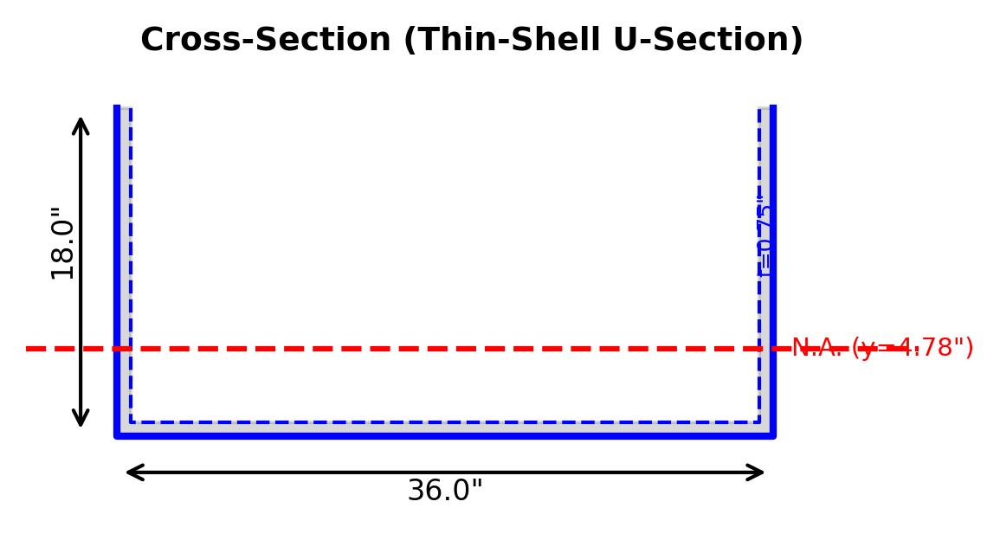 Cross-Section (Thin-Shell U-Section)
18.0"
t=0.75"
N.A. (y=4.78")
36.0"